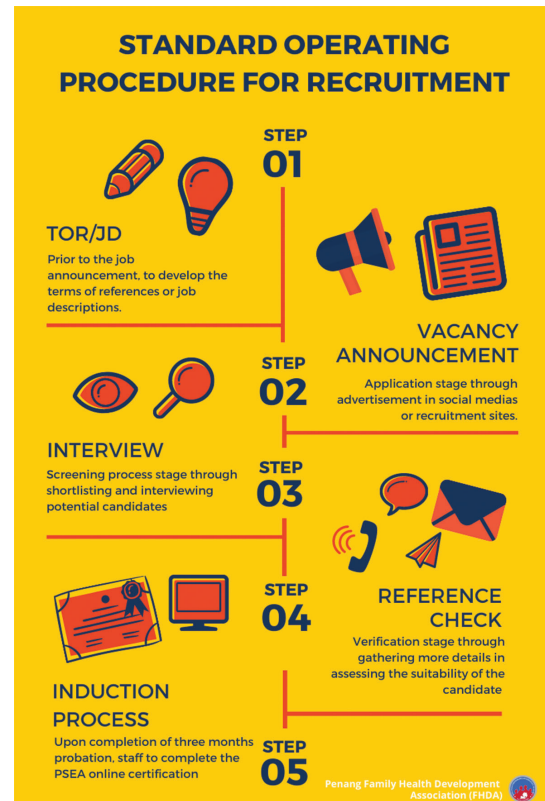 STANDARD OPERATING
PROCEDURE FOR RECRUITMENT
STEP
01
TOR/JD
Prior to the job
announcement, to develop the
terms of references or job
descriptions.
STEP
02
VACANCY
ANNOUNCEMENT
Application stage through
advertisement in social medias
or recruitment sites.
STEP
03
INTERVIEW
Screening process stage through
shortlisting and interviewing
potential candidates
STEP
04
REFERENCE
CHECK
Verification stage through
gathering more details in
assessing the suitability of the
candidate
STEP
05
INDUCTION
PROCESS
Upon completion of three months
probation, staff to complete the
PSEA online certification
Penang Family Health Development
Association (FHDA)